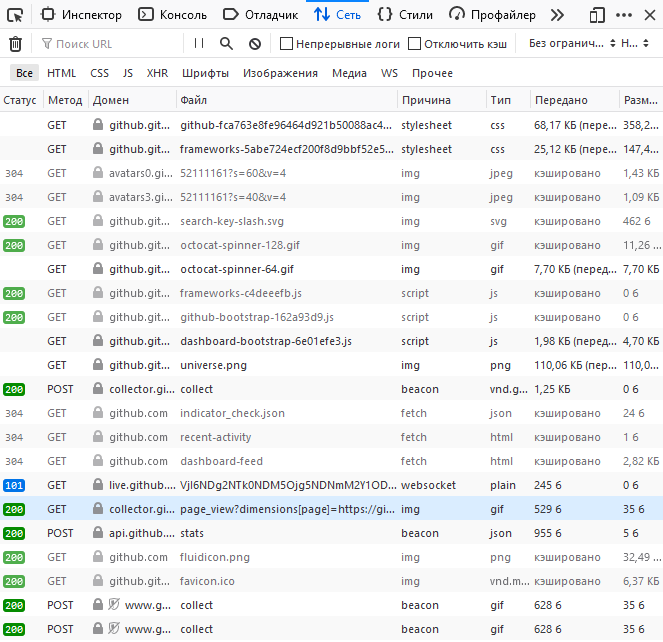 Инспектор Консоль Отладчик Сеть Стили Профайлер
Поиск URL Непрерывные логи Отключить кэш Без огранич... Н...
Все HTML CSS JS XHR Шрифты Изображения Медиа WS Прочее
Статус Метод Домен Файл Причина Тип Передано Разм...
GET github.git... github-fca763e8fe96464d921b50088ac4... stylesheet css 68,17 КБ (пере... 358,2...
GET github.git... frameworks-5abe724ecf200f8d9bbf52e5... stylesheet css 25,12 КБ (пере... 147,4...
304 GET avatars0.gi... 52111161?s=60&v=4 img jpeg кэшировано 1,43 КБ
304 GET avatars3.gi... 52111161?s=40&v=4 img jpeg кэшировано 1,09 КБ
200 GET github.git... search-key-slash.svg img svg кэшировано 462 б
200 GET github.git... octocat-spinner-128.gif img gif кэшировано 11,26 ...
GET github.git... octocat-spinner-64.gif img gif 7,70 КБ (перед... 7,70 КБ
200 GET github.git... frameworks-c4deeefb.js script js кэшировано 0 б
200 GET github.git... github-bootstrap-162a93d9.js script js кэшировано 0 б
GET github.git... dashboard-bootstrap-6e01efe3.js script js 1,98 КБ (перед... 4,70 КБ
GET github.git... universe.png img png 110,06 КБ (пер... 110,0...
200 POST collector.gi... collect beacon vnd.g... 1,25 КБ 0 б
304 GET github.com indicator_check.json fetch json кэшировано 24 б
304 GET github.com recent-activity fetch html кэшировано 1 б
304 GET github.com dashboard-feed fetch html кэшировано 2,82 КБ
101 GET live.github.... VjI6NDg2NTk0NDM5Ojg5NDNmM2Y1OD... websocket plain 245 б 0 б
200 GET collector.gi... page_view?dimensions[page]=https://gi... img gif 529 б 35 б
200 POST api.github.... stats beacon json 955 б 5 б
200 GET github.com fluidicon.png img png кэшировано 32,49 ...
200 GET github.com favicon.ico img vnd.m... кэшировано 6,37 КБ
200 POST www.g... collect beacon gif 628 б 35 б
200 POST www.g... collect beacon gif 628 б 35 б